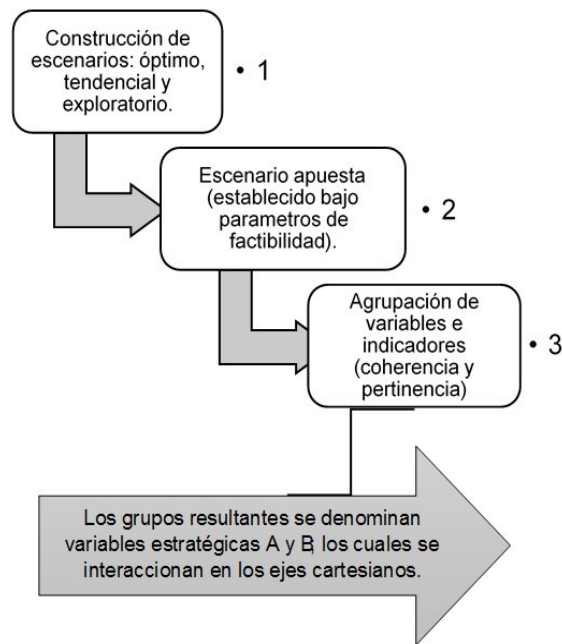 Construcción de
escenarios: óptimo,
tendencial y
exploratorio.
• 1
Escenario apuesta
(establecido bajo
parametros de
factibilidad).
• 2
Agrupación de
variables e
indicadores
(coherencia y
pertinencia)
• 3
Los grupos resultantes se denominan
variables estratégicas A y B, los cuales se
interaccionan en los ejes cartesianos.